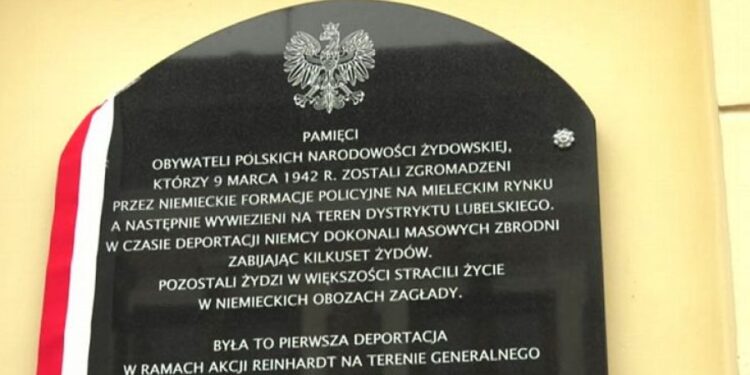 PAMIĘCI
OBYWATELI POLSKICH NARODOWOŚCI ŻYDOWSKIEJ,
KTÓRZY 9 MARCA 1942 R. ZOSTALI ZGROMADZENI
PRZEZ NIEMIECKIE FORMACJE POLICYJNE NA MIELECKIM RYNKU
A NASTĘPNIE WYWIEZIENI NA TEREN DYSTRYKTU LUBELSKIEGO.
W CZASIE DEPORTACJI NIEMCY DOKONALI MASOWYCH ZBRODNI
ZABIJAJĄC KILKUSET ŻYDÓW.
POZOSTALI ŻYDZI W WIĘKSZOŚCI STRACILI ŻYCIE
W NIEMIECKICH OBOZACH ZAGŁADY.
BYŁA TO PIERWSZA DEPORTACJA
W RAMACH AKCJI REINHARDT NA TERENIE GENERALNEGO